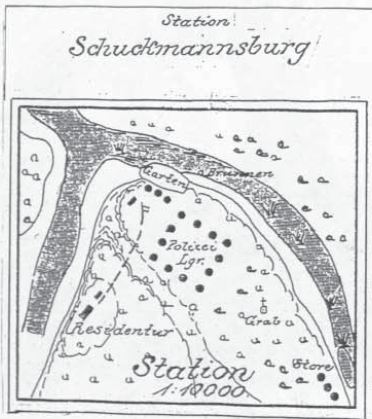 Station
Schuckmannsburg
Garten
Brunnen
Polizei
Lgr.
Grab
Residentur
Store
Station
1:10000